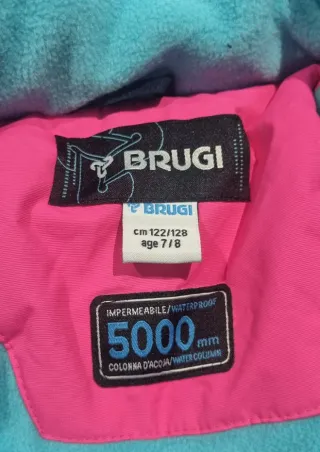 BRUGI
BRUGI
cm 122/128
age 7/8
IMPERMEABILE/WATERPROOF
5000 mm
COLONNA D'ACQUA/WATER COLUMN